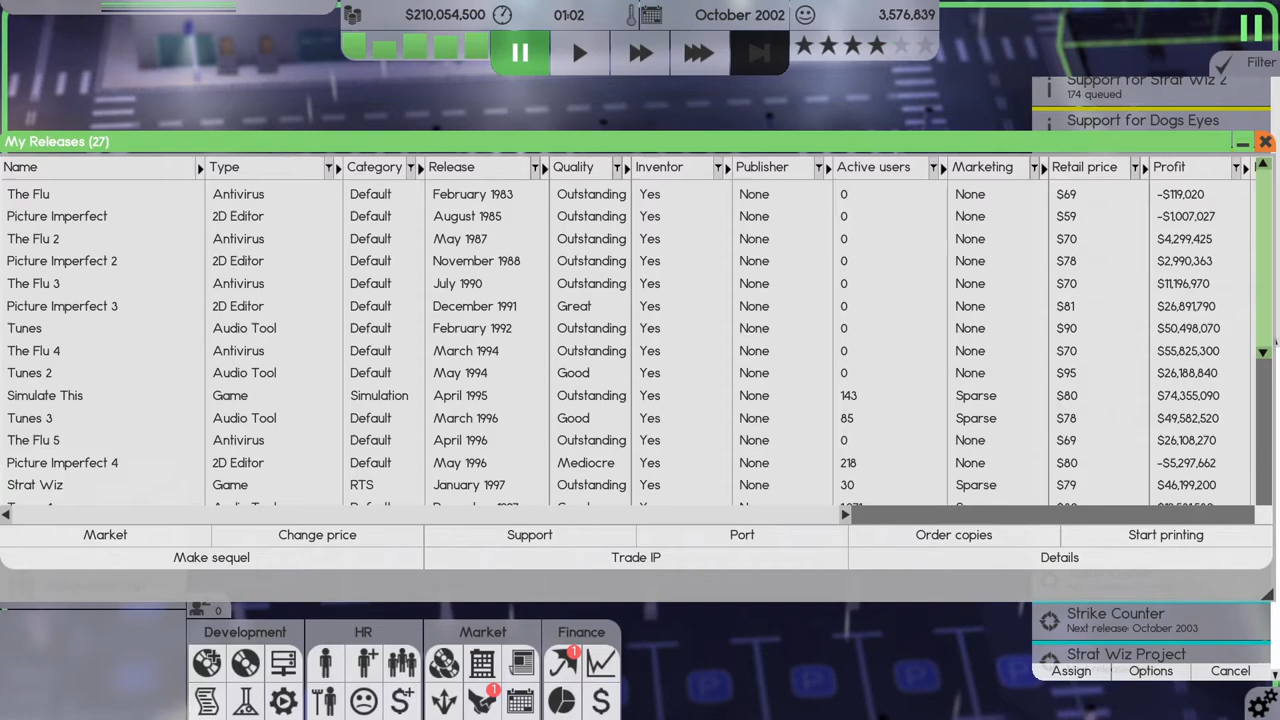 $210,054,500 01:02 October 2002 3,576,839
Filter
Support for Strat Wiz 2
174 queued
Support for Dogs Eyes
My Releases (27)
Name Type Category Release Quality Inventor Publisher Active users Marketing Retail price Profit
The Flu Antivirus Default February 1983 Outstanding Yes None 0 None $69 -$119,020
Picture Imperfect 2D Editor Default August 1985 Outstanding Yes None 0 None $59 -$1,007,027
The Flu 2 Antivirus Default May 1987 Outstanding Yes None 0 None $70 $4,299,425
Picture Imperfect 2 2D Editor Default November 1988 Outstanding Yes None 0 None $78 $2,990,363
The Flu 3 Antivirus Default July 1990 Outstanding Yes None 0 None $70 $11,196,970
Picture Imperfect 3 2D Editor Default December 1991 Great Yes None 0 None $81 $26,891,790
Tunes Audio Tool Default February 1992 Outstanding Yes None 0 None $90 $50,498,070
The Flu 4 Antivirus Default March 1994 Outstanding Yes None 0 None $70 $55,825,300
Tunes 2 Audio Tool Default May 1994 Good Yes None 0 None $95 $26,188,840
Simulate This Game Simulation April 1995 Outstanding Yes None 143 Sparse $80 $74,355,090
Tunes 3 Audio Tool Default March 1996 Good Yes None 85 Sparse $78 $49,582,520
The Flu 5 Antivirus Default April 1996 Outstanding Yes None 0 None $69 $26,108,270
Picture Imperfect 4 2D Editor Default May 1996 Mediocre Yes None 218 None $80 -$5,297,662
Strat Wiz Game RTS January 1997 Outstanding Yes None 30 Sparse $79 $46,199,200
Market Change price Support Port Order copies Start printing
Make sequel Trade IP Details
0
Development HR Market Finance
1
1
Strike Counter
Next release: October 2003
Strat Wiz Project
Assign Options Cancel